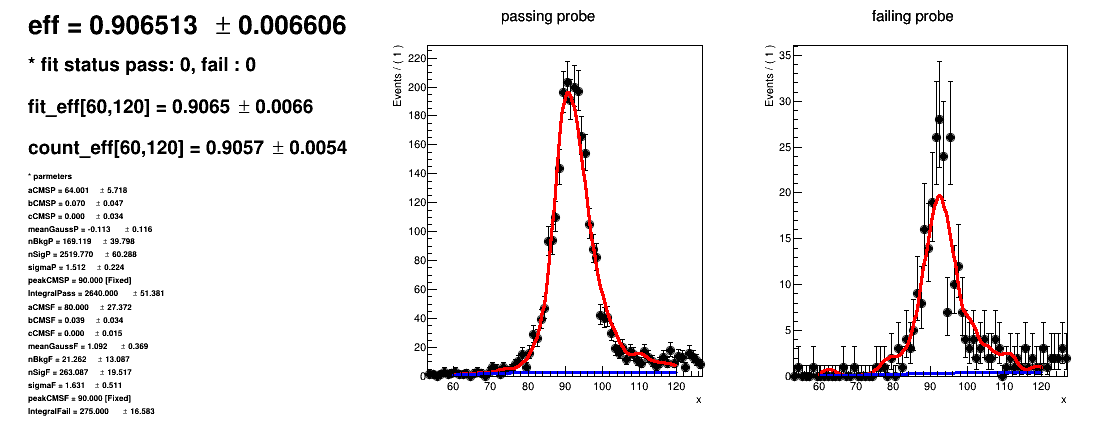 eff = 0.906513 ± 0.006606
* fit status pass: 0, fail : 0
fit_eff[60,120] = 0.9065 ± 0.0066
count_eff[60,120] = 0.9057 ± 0.0054
* parmeters
aCMSP = 64.001 ± 5.718
bCMSP = 0.070 ± 0.047
cCMSP = 0.000 ± 0.034
meanGaussP = -0.113 ± 0.116
nBkgP = 169.119 ± 39.798
nSigP = 2519.770 ± 60.288
sigmaP = 1.512 ± 0.224
peakCMSP = 90.000 [Fixed]
IntegralPass = 2640.000 ± 51.381
aCMSF = 80.000 ± 27.372
bCMSF = 0.039 ± 0.034
cCMSF = 0.000 ± 0.015
meanGaussF = 1.092 ± 0.369
nBkgF = 21.262 ± 13.087
nSigF = 263.087 ± 19.517
sigmaF = 1.631 ± 0.511
peakCMSF = 90.000 [Fixed]
IntegralFail = 275.000 ± 16.583
passing probe
Events / ( 1 )
220
200
180
160
140
120
100
80
60
40
20
0
60 70 80 90 100 110 120
x
failing probe
Events / ( 1 )
35
30
25
20
15
10
5
0
60 70 80 90 100 110 120
x